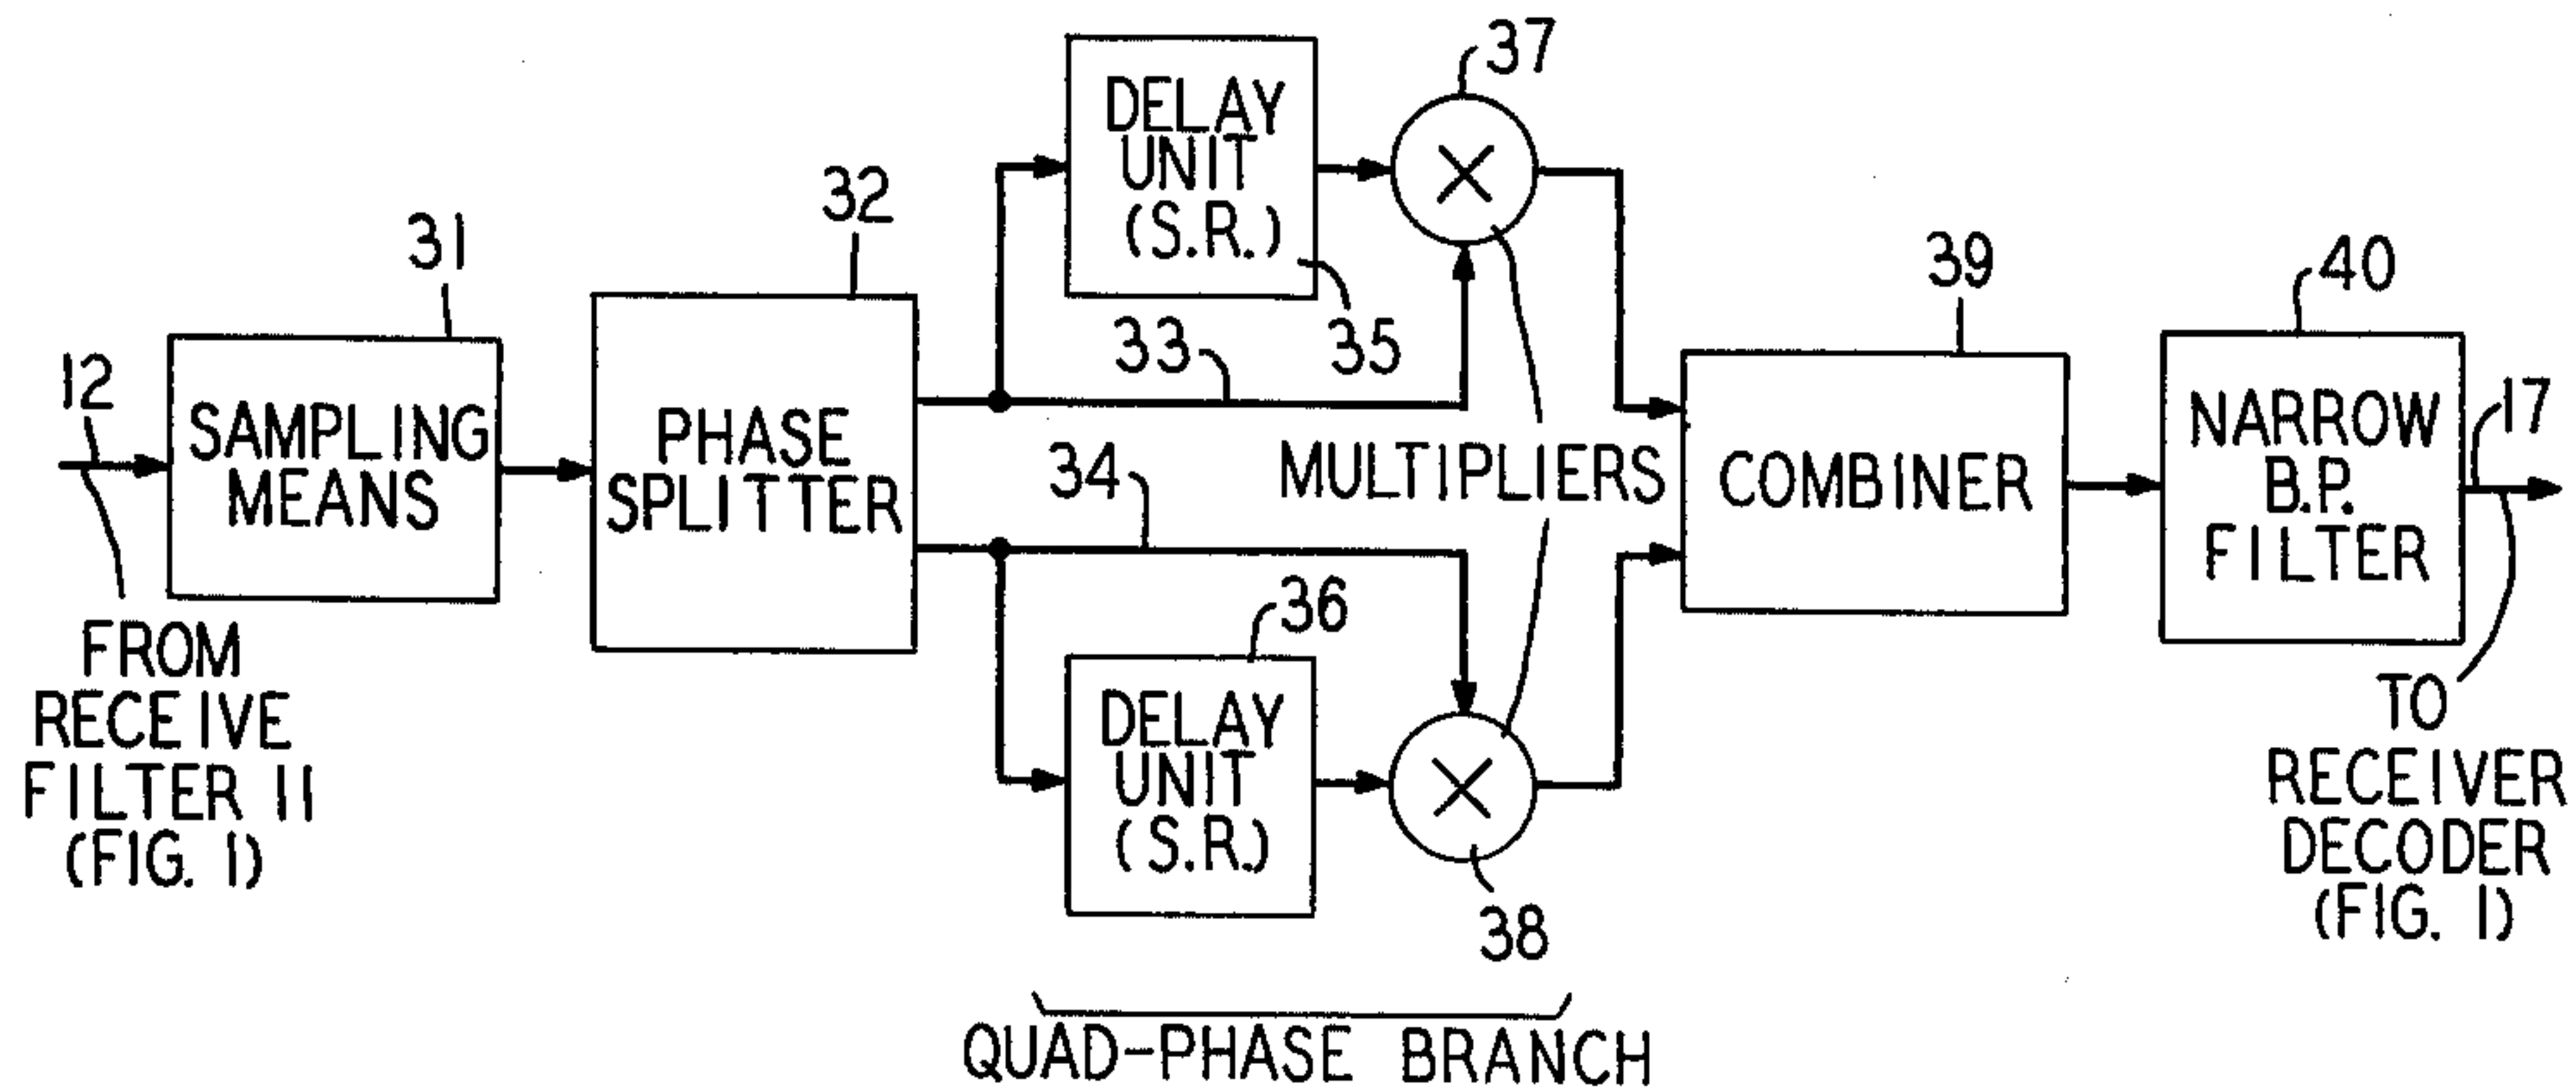 12
FROM
RECEIVE
FILTER 11
(FIG. 1)
31
SAMPLING
MEANS
32
PHASE
SPLITTER
DELAY
UNIT
(S.R.)
35
37
33
34
MULTIPLIERS
36
DELAY
UNIT
(S.R.)
38
QUAD-PHASE BRANCH
39
COMBINER
40
NARROW
B.P.
FILTER
17
TO
RECEIVER
DECODER
(FIG. 1)